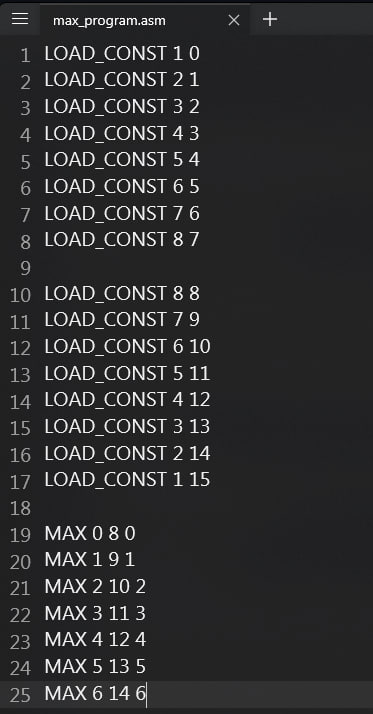 max_program.asm
1 LOAD_CONST 1 0
2 LOAD_CONST 2 1
3 LOAD_CONST 3 2
4 LOAD_CONST 4 3
5 LOAD_CONST 5 4
6 LOAD_CONST 6 5
7 LOAD_CONST 7 6
8 LOAD_CONST 8 7
9
10 LOAD_CONST 8 8
11 LOAD_CONST 7 9
12 LOAD_CONST 6 10
13 LOAD_CONST 5 11
14 LOAD_CONST 4 12
15 LOAD_CONST 3 13
16 LOAD_CONST 2 14
17 LOAD_CONST 1 15
18
19 MAX 0 8 0
20 MAX 1 9 1
21 MAX 2 10 2
22 MAX 3 11 3
23 MAX 4 12 4
24 MAX 5 13 5
25 MAX 6 14 6